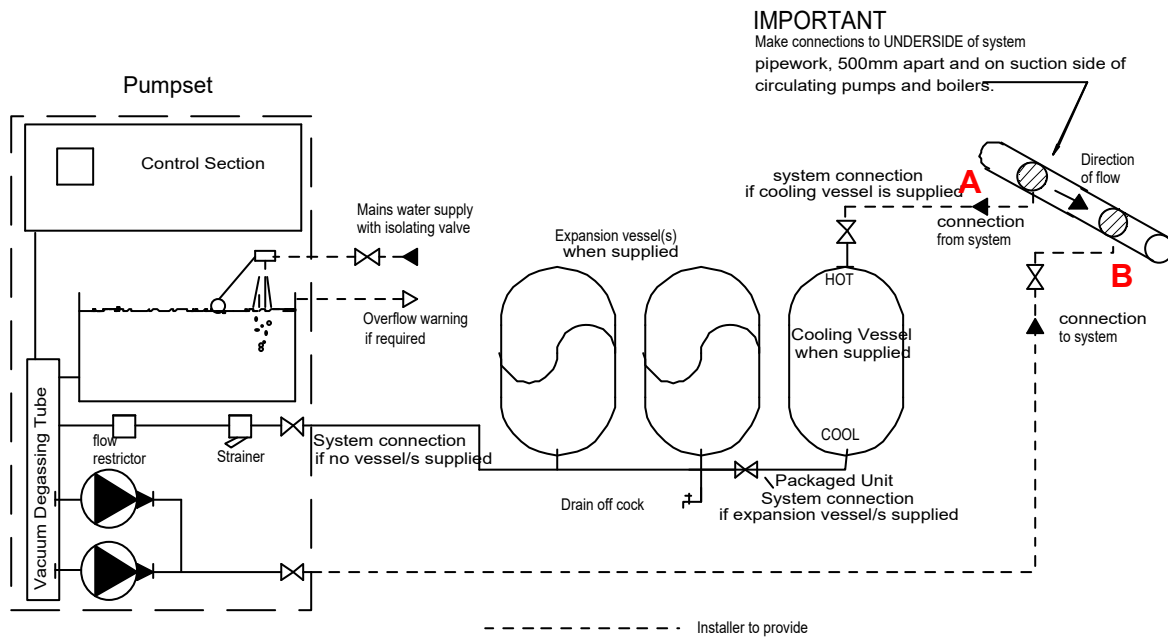 IMPORTANT
Make connections to UNDERSIDE of system
pipework, 500mm apart and on suction side of
circulating pumps and boilers.
Pumpset
Control Section
Direction
of flow
system connection
if cooling vessel is supplied
A
connection
from system
Mains water supply
with isolating valve
Expansion vessel(s)
when supplied
HOT
B
Overflow warning
if required
Cooling Vessel
when supplied
connection
to system
Vacuum Degassing Tube
flow
restrictor
Strainer
System connection
if no vessel/s supplied
COOL
Packaged Unit
System connection
if expansion vessel/s supplied
Drain off cock
Installer to provide